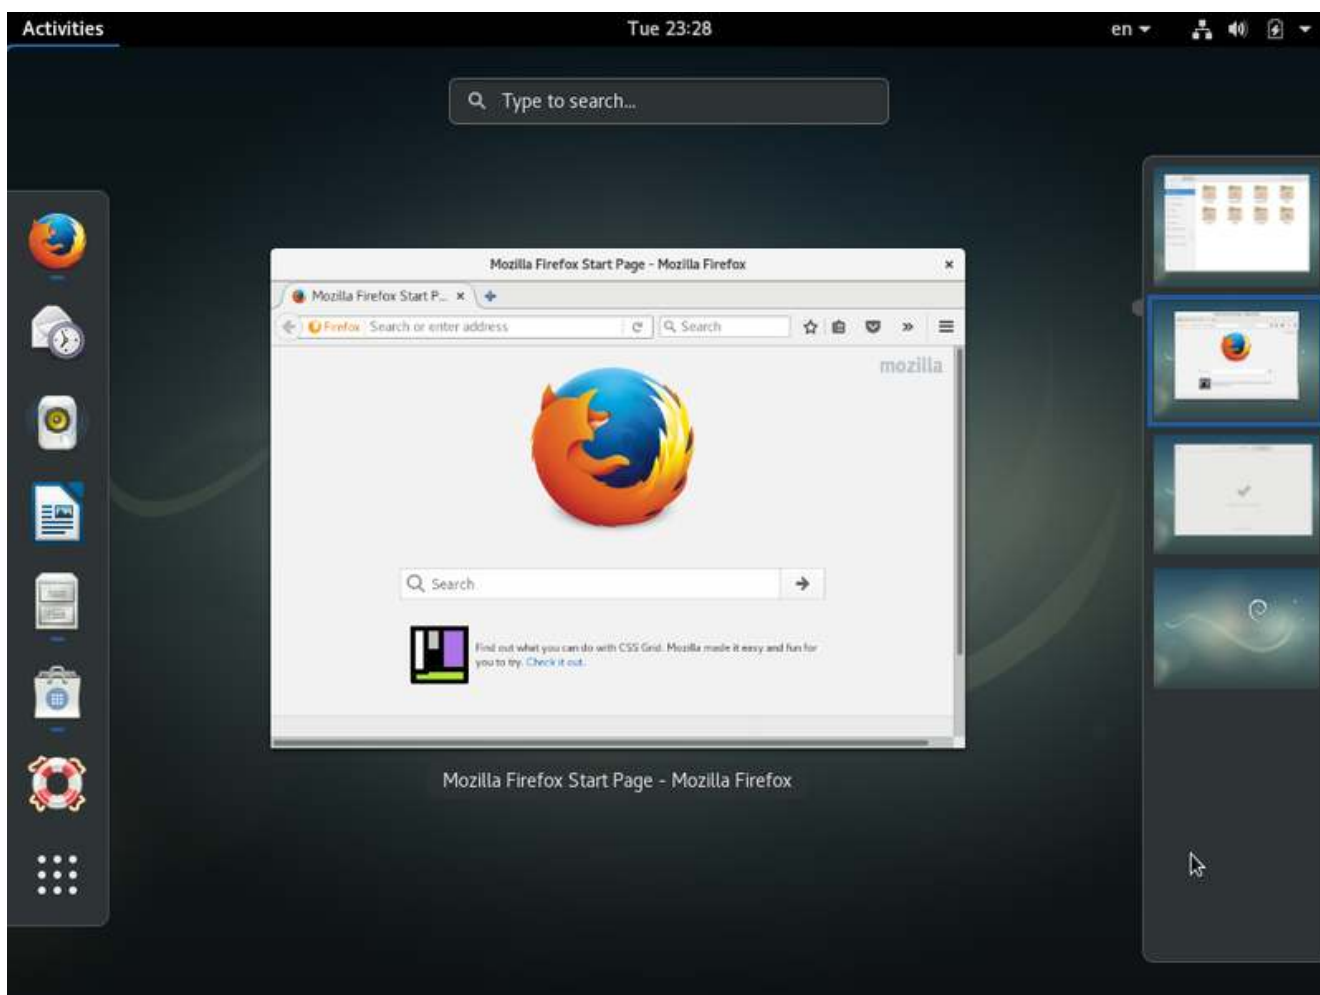 Activities
Tue 23:28
en
Type to search...
Mozilla Firefox Start Page - Mozilla Firefox
Mozilla Firefox Start P...
Firefox
Search or enter address
Search
mozilla
Search
Find out what you can do with CSS Grid. Mozilla made it easy and fun for
you to try. Check it out.
Mozilla Firefox Start Page - Mozilla Firefox